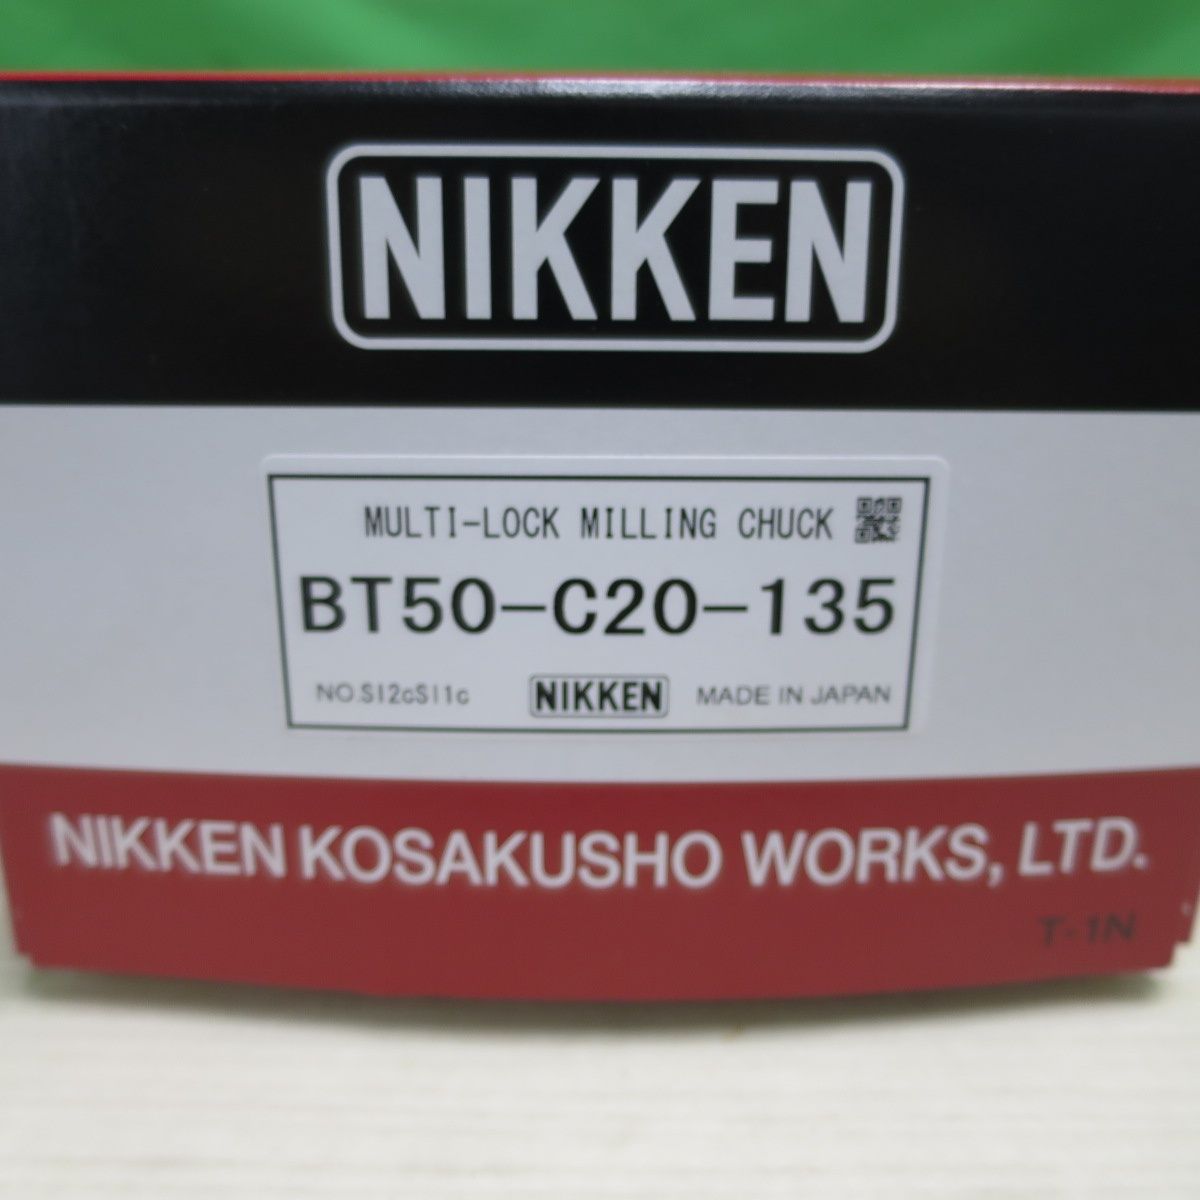 NIKKEN
MULTI-LOCK MILLING CHUCK
BT50-C20-135
NO.SI2cSI1c NIKKEN MADE IN JAPAN
NIKKEN KOSAKUSHO WORKS, LTD.
T-1N